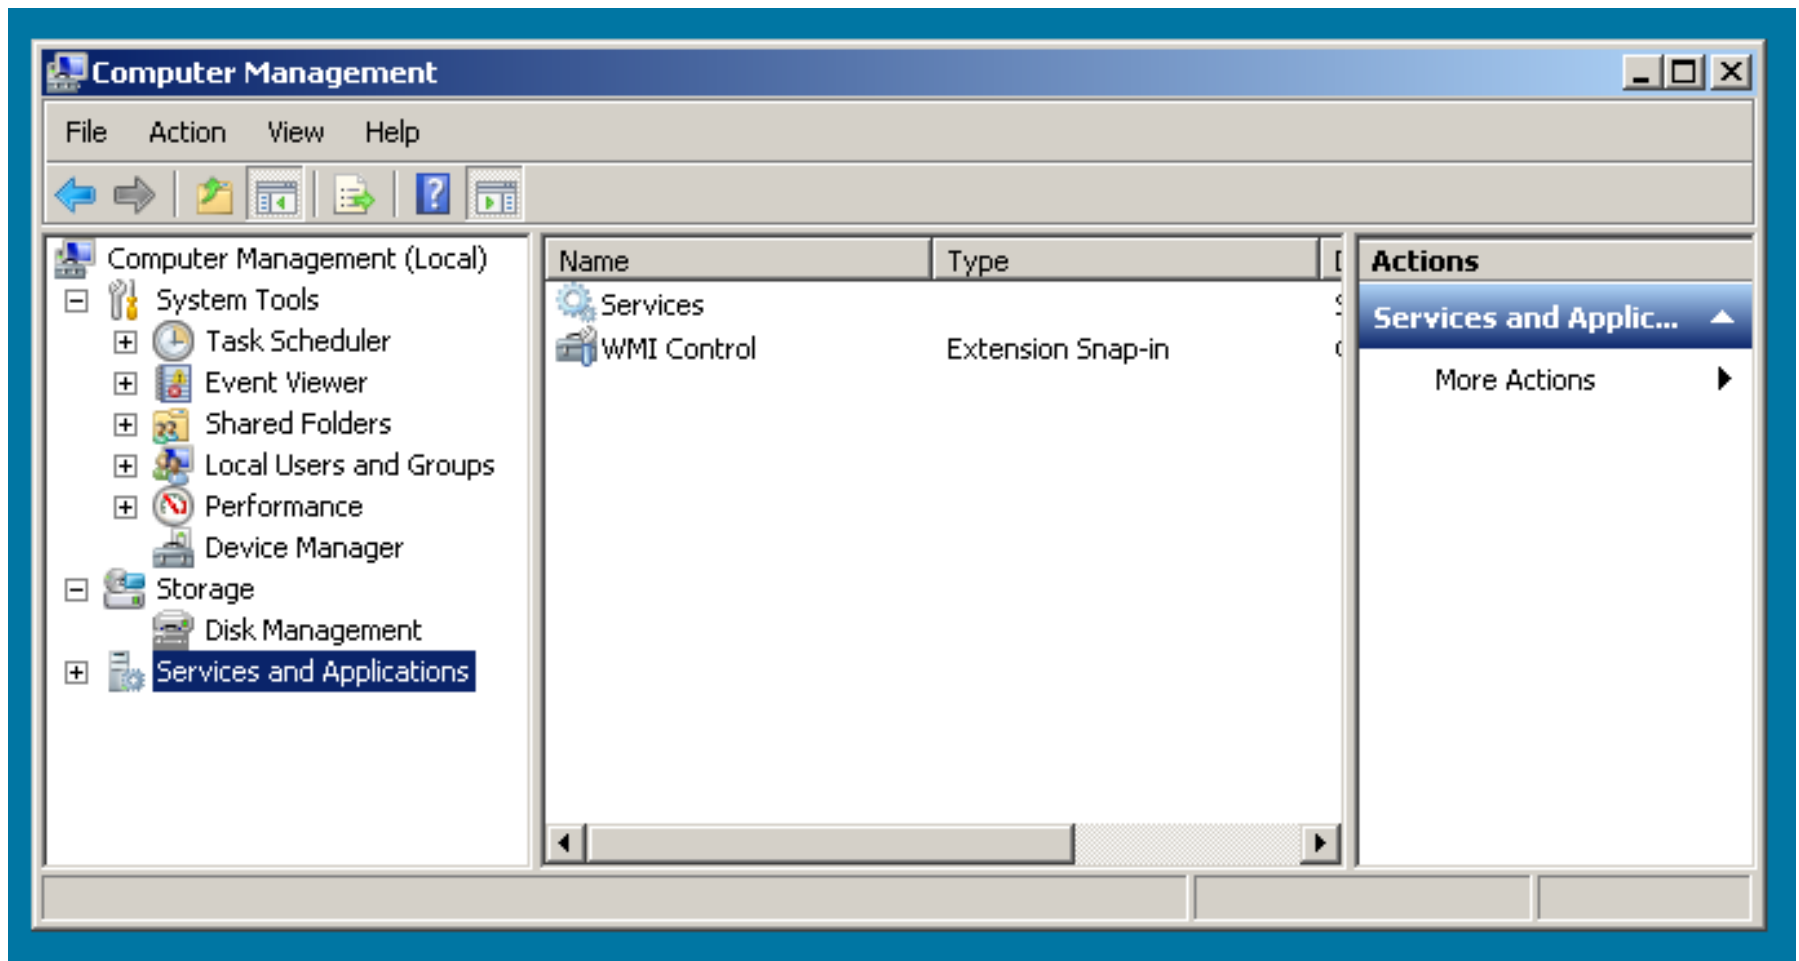 Computer Management
File Action View Help
Computer Management (Local)
System Tools
Task Scheduler
Event Viewer
Shared Folders
Local Users and Groups
Performance
Device Manager
Storage
Disk Management
Services and Applications
Name Type
Services
WMI Control Extension Snap-in
Actions
Services and Applic...
More Actions